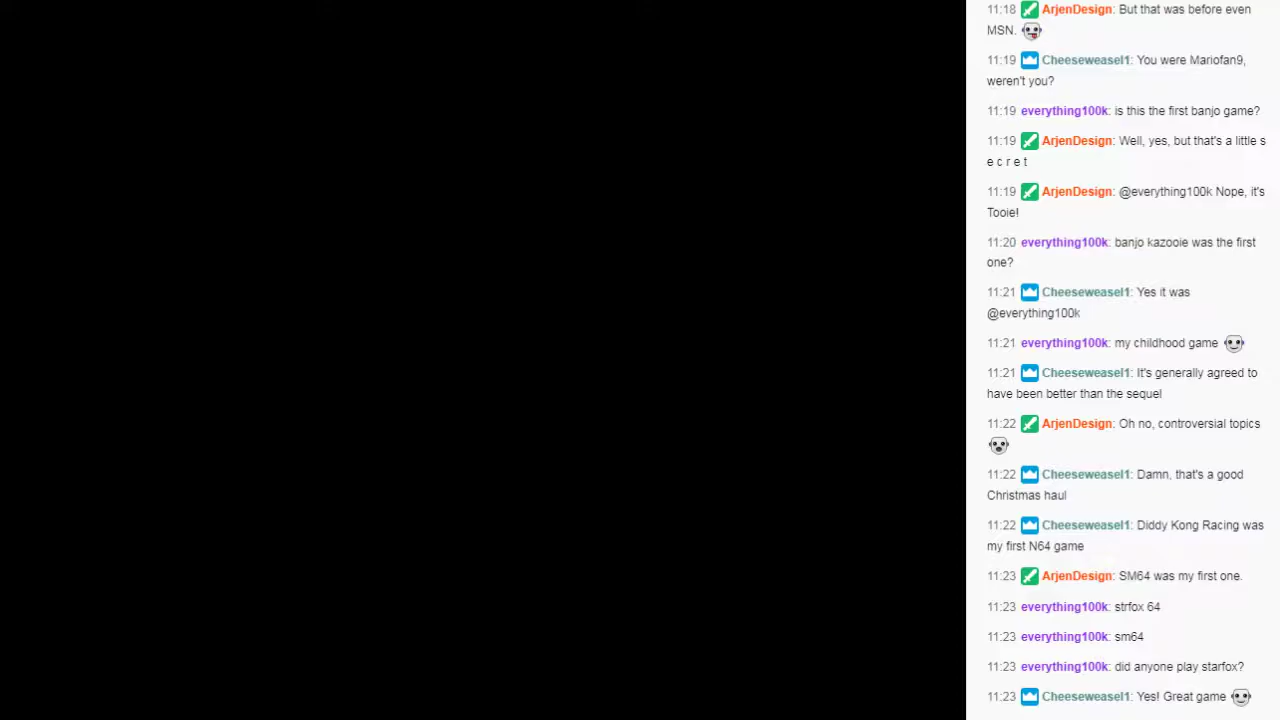 11:18 ArjenDesign: But that was before even
MSN.
11:19 Cheeseweasel1: You were Mariofan9,
weren't you?
11:19 everything100k: is this the first banjo game?
11:19 ArjenDesign: Well, yes, but that's a little s
e c r e t
11:19 ArjenDesign: @everything100k Nope, it's
Tooie!
11:20 everything100k: banjo kazooie was the first
one?
11:21 Cheeseweasel1: Yes it was
@everything100k
11:21 everything100k: my childhood game
11:21 Cheeseweasel1: It's generally agreed to
have been better than the sequel
11:22 ArjenDesign: Oh no, controversial topics
11:22 Cheeseweasel1: Damn, that's a good
Christmas haul
11:22 Cheeseweasel1: Diddy Kong Racing was
my first N64 game
11:23 ArjenDesign: SM64 was my first one.
11:23 everything100k: strfox 64
11:23 everything100k: sm64
11:23 everything100k: did anyone play starfox?
11:23 Cheeseweasel1: Yes! Great game